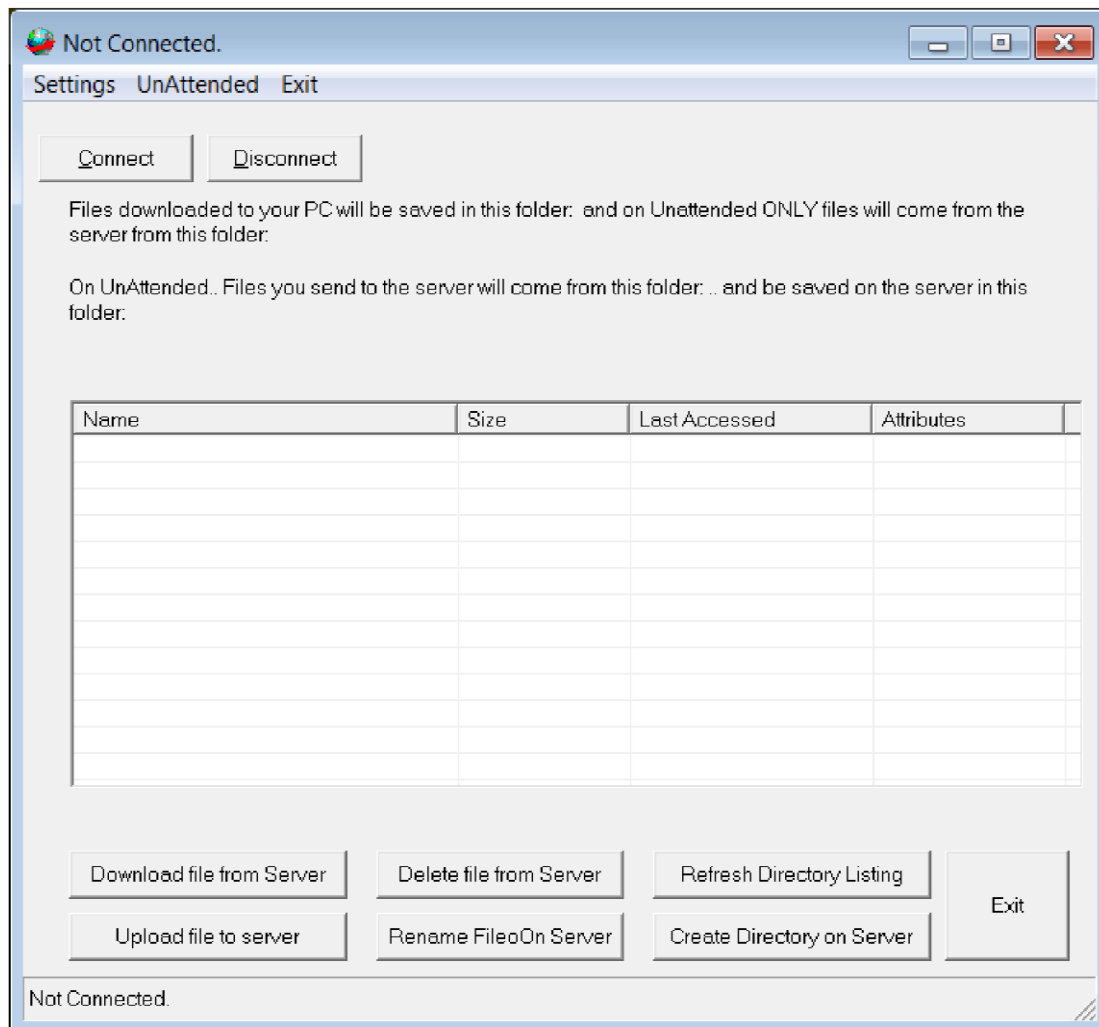 Not Connected.
Settings UnAttended Exit
Connect Disconnect
Files downloaded to your PC will be saved in this folder: and on Unattended ONLY files will come from the
server from this folder:
On UnAttended.. Files you send to the server will come from this folder: .. and be saved on the server in this
folder:
Name Size Last Accessed Attributes
Download file from Server Delete file from Server Refresh Directory Listing
Exit
Upload file to server Rename FileoOn Server Create Directory on Server
Not Connected.